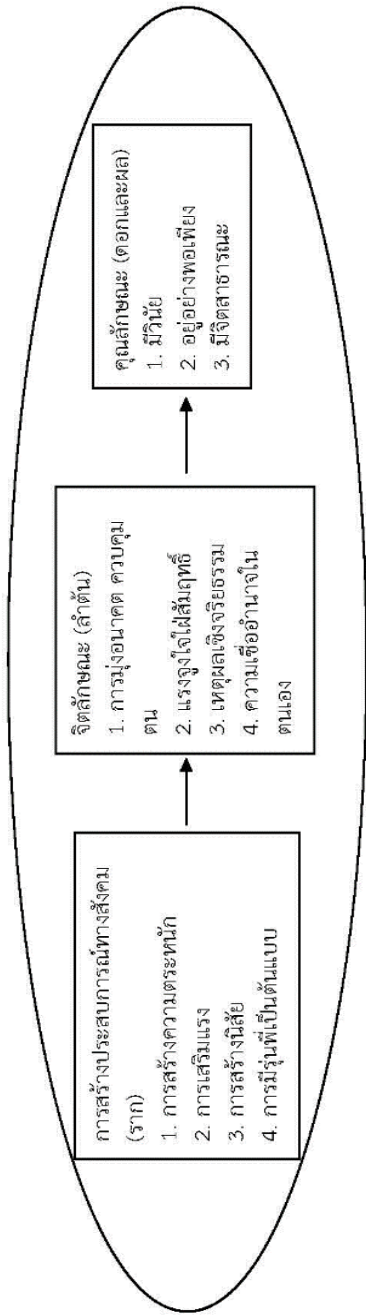 การสร้างประสบการณ์ทางสังคม
(ราก)
1. การสร้างความตระหนัก
2. การเสริมแรง
3. การสร้างนิสัย
4. การมีรุ่นพี่เป็นต้นแบบ
จิตลักษณะ (ลำต้น)
1. การมุ่งอนาคต ควบคุม
ตน
2. แรงจูงใจใฝ่สัมฤทธิ์
3. เหตุผลเชิงจริยธรรม
4. ความเชื่ออำนาจใน
ตนเอง
คุณลักษณะ (ดอกและผล)
1. มีวินัย
2. อยู่อย่างพอเพียง
3. มีจิตสาธารณะ